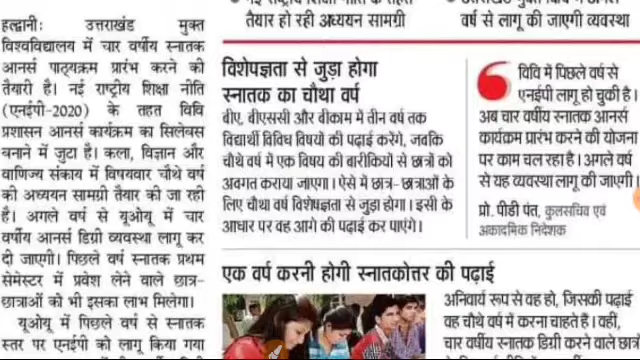 हल्द्वानी: उत्तराखंड मुक्त
विश्वविद्यालय में चार वर्षीय स्नातक
आनर्स पाठ्यक्रम प्रारंभ करने की
तैयारी है। नई राष्ट्रीय शिक्षा नीति
(एनईपी-2020) के तहत विवि
प्रशासन आनर्स कार्यक्रम का सिलेबस
बनाने में जुटा है। कला, विज्ञान और
वाणिज्य संकाय में विषयवार चौथे वर्ष
की अध्ययन सामग्री तैयार की जा रही
है। अगले वर्ष से यूओयू में चार
वर्षीय आनर्स डिग्री व्यवस्था लागू कर
दी जाएगी। पिछले वर्ष स्नातक प्रथम
सेमेस्टर में प्रवेश लेने वाले छात्र-
छात्राओं को भी इसका लाभ मिलेगा।
यूओयू में पिछले वर्ष से स्नातक
स्तर पर एनईपी को लागू किया गया
तैयार हो रही अध्ययन सामग्री
वर्ष से लागू की जाएगी व्यवस्था
विशेषज्ञता से जुड़ा होगा
स्नातक का चौथा वर्ष
बीए, बीएससी और बीकाम में तीन वर्ष तक
विद्यार्थी विविध विषयों की पढ़ाई करेंगे, जबकि
चौथे वर्ष में एक विषय की बारीकियों से छात्रों को
अवगत कराया जाएगा। ऐसे में छात्र- छात्राओं के
लिए चौथा वर्ष विशेषज्ञता से जुड़ा होगा। इसी के
आधार पर वह आगे की पढ़ाई कर पाएंगे।
विवि में पिछले वर्ष से
एनईपी लागू हो चुकी है।
अब चार वर्षीय स्नातक आनर्स
कार्यक्रम प्रारंभ करने की योजना
पर काम चल रहा है। अगले वर्ष
से यह व्यवस्था लागू की जाएगी।
प्रो. पीडी पंत, कुलसचिव एवं
अकादमिक निदेशक
एक वर्ष करनी होगी स्नातकोत्तर की पढ़ाई
अनिवार्य रूप से वह हो, जिसकी पढ़ाई
वह चौथे वर्ष में करना चाहते है। वहीं,
चार वर्षीय स्नातक डिग्री करने वाले छात्र